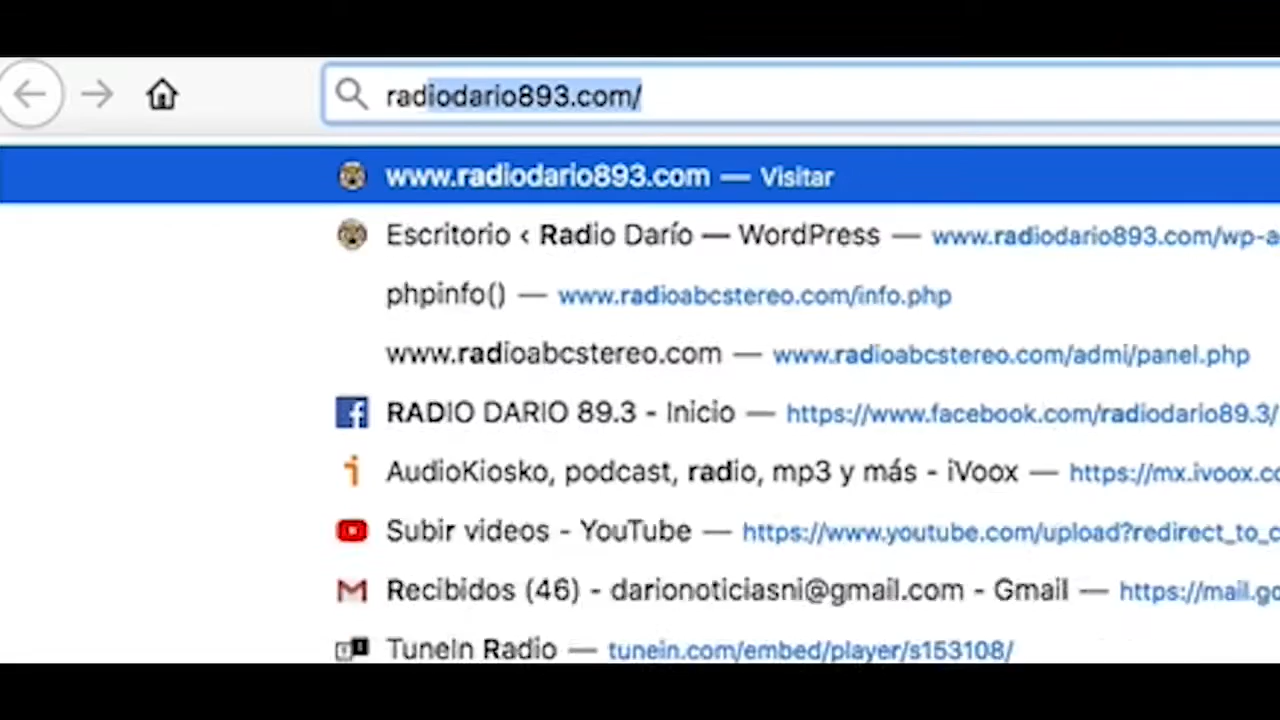 radiodario893.com/
www.radiodario893.com — Visitar
Escritorio ‹ Radio Darío — WordPress — www.radiodario893.com/wp-a
phpinfo() — www.radioabcstereo.com/info.php
www.radioabcstereo.com — www.radioabcstereo.com/admi/panel.php
RADIO DARIO 89.3 - Inicio — https://www.facebook.com/radiodario89.3/
AudioKiosko, podcast, radio, mp3 y más - iVoox — https://mx.ivoox.co
Subir videos - YouTube — https://www.youtube.com/upload?redirect_to_c
Recibidos (46) - darionoticiasni@gmail.com - Gmail — https://mail.go
TuneIn Radio — tunein.com/embed/player/s153108/